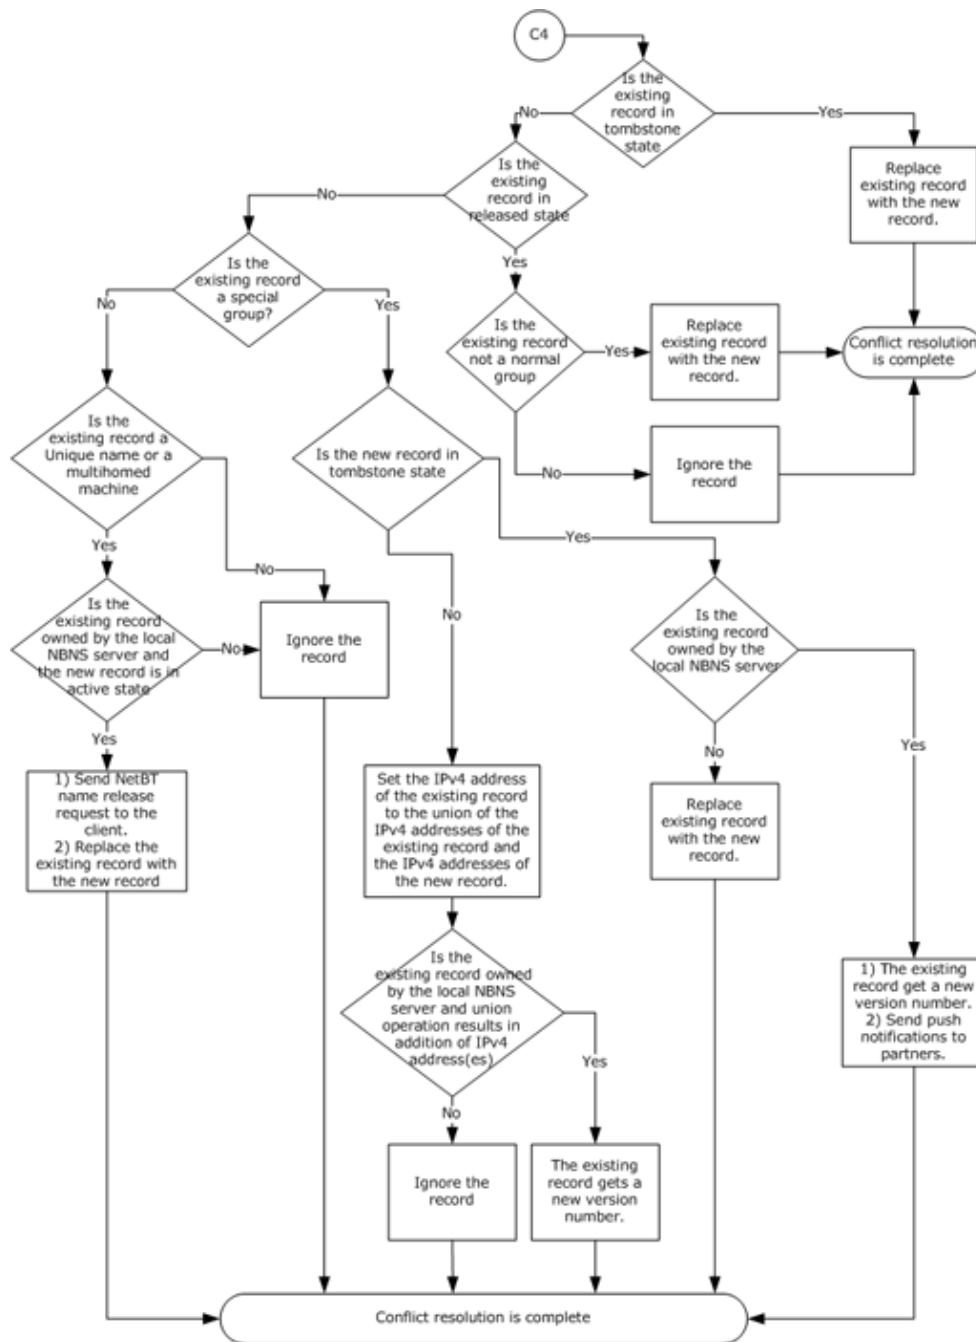 C4
Is the
existing
record in
tombstone
state
No
Yes
Is the
existing
record in
released state
Replace
existing record
with the new
record.
No
Yes
Is the
existing record
a special
group?
No
Yes
Is the
existing record
not a normal
group
Yes
Replace
existing record
with the new
record.
Conflict resolution
is complete
Is the
existing record a
Unique name or a
multihomed
machine
Is the new record in
tombstone state
No
Ignore the
record
Yes
No
Yes
Is the
existing record
owned by the local
NBNS server and
the new record is in
active state
No
Ignore the
record
No
Is the
existing record
owned by the
local NBNS server
Yes
No
Yes
1) Send NetBT
name release
request to the
client.
2) Replace the
existing record with
the new record
Set the IPv4 address
of the existing record
to the union of the
IPv4 addresses of the
existing record and
the IPv4 addresses of
the new record.
Replace
existing record
with the new
record.
Is the
existing record owned
by the local NBNS
server and union
operation results in
addition of IPv4
address(es)
Yes
No
1) The existing
record get a new
version number.
2) Send push
notifications to
partners.
Ignore the
record
The existing
record gets a
new version
number.
Conflict resolution is complete